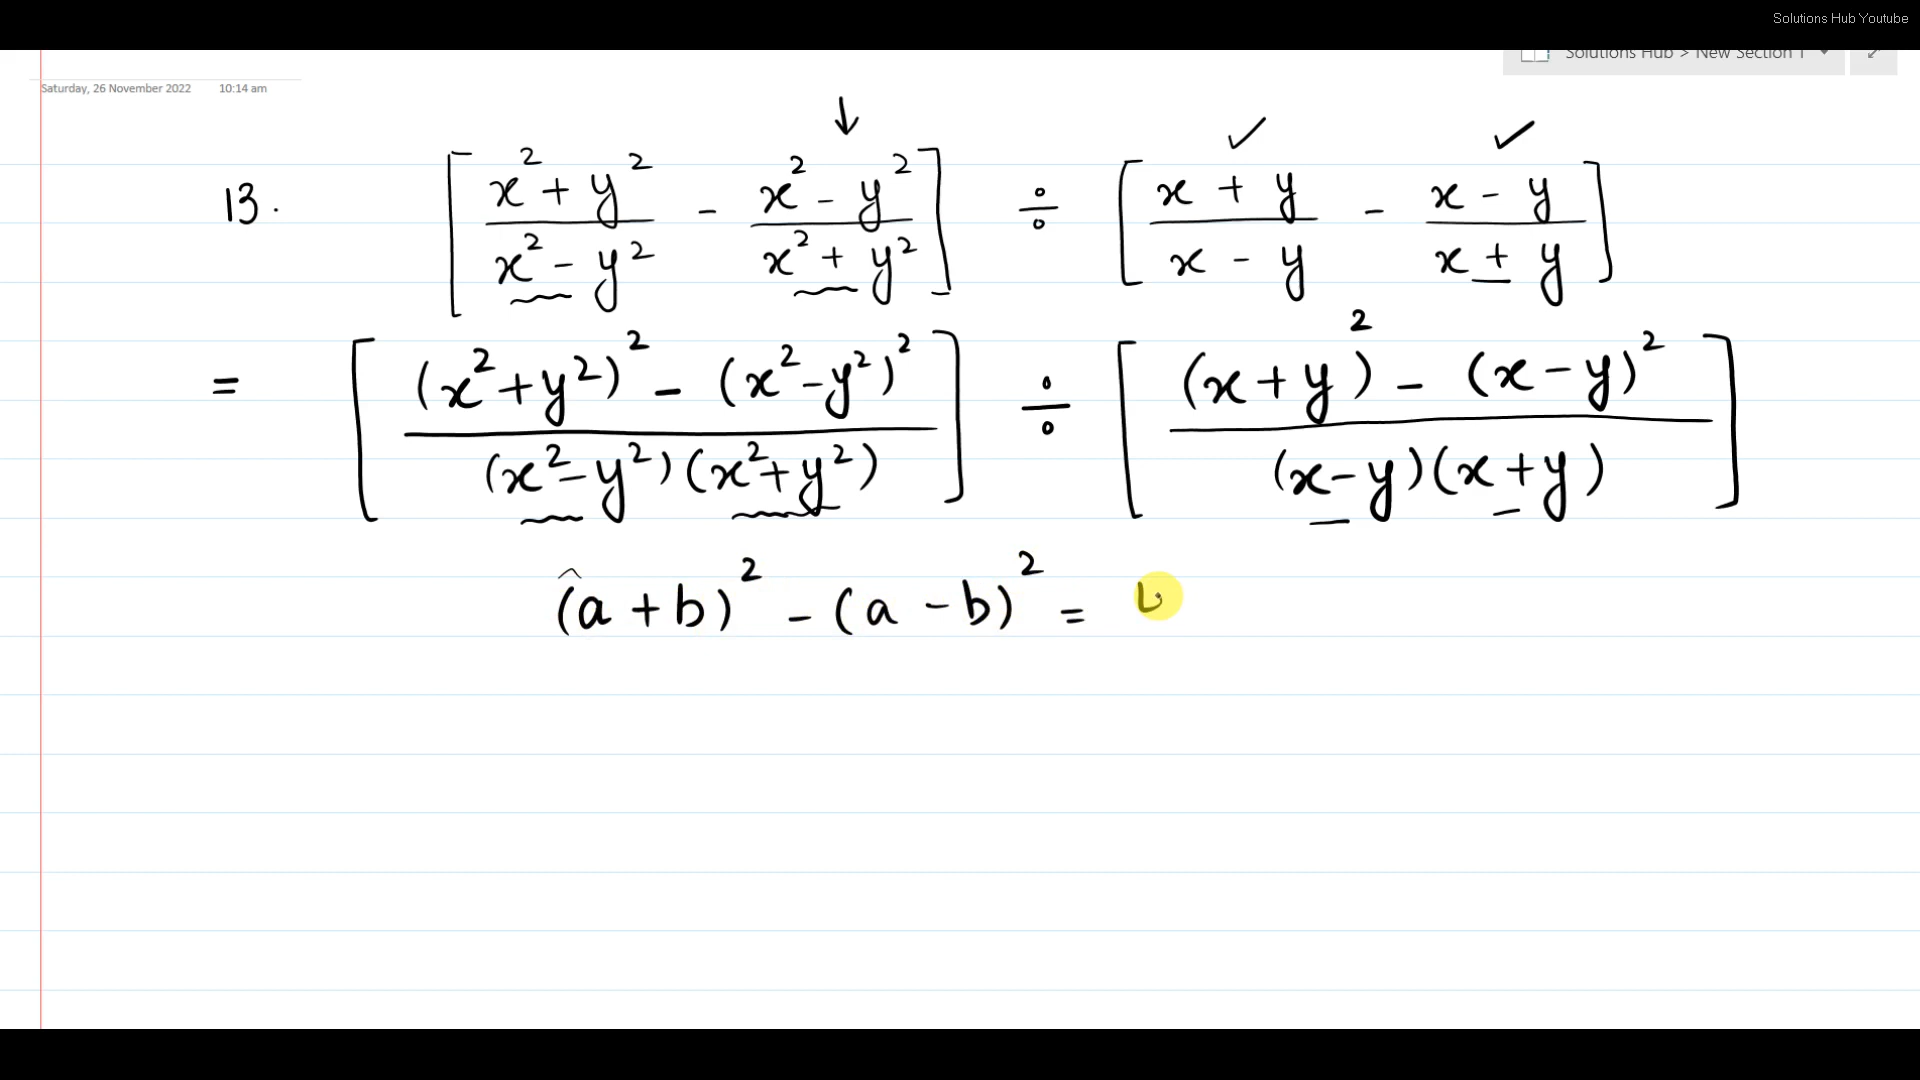 Solutions Hub Youtube
Solutions Hub > New Section 1
Saturday, 26 November 2022 10:14 am
13. [(x²+y²)/(x²-y²) - (x²-y²)/(x²+y²)] ÷ [(x+y)/(x-y) - (x-y)/(x+y)]
= [((x²+y²)² - (x²-y²)²)/((x²-y²)(x²+y²))] ÷ [((x+y)² - (x-y)²)/((x-y)(x+y))]
(a+b)² - (a-b)² =